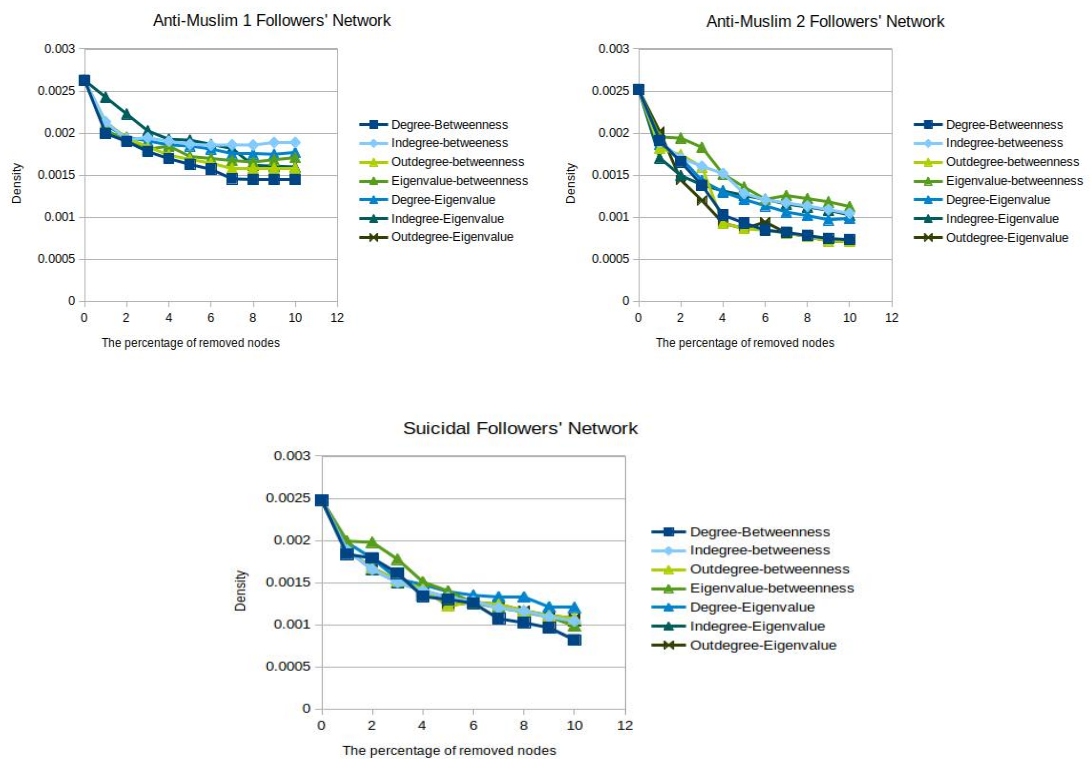 Anti-Muslim 1 Followers' Network
0.003
0.0025
0.002
0.0015
0.001
0.0005
0
Density
0 2 4 6 8 10 12
The percentage of removed nodes
Degree-Betweenness
Indegree-betweenness
Outdegree-betweenness
Eigenvalue-betweenness
Degree-Eigenvalue
Indegree-Eigenvalue
Outdegree-Eigenvalue
Anti-Muslim 2 Followers' Network
0.003
0.0025
0.002
0.0015
0.001
0.0005
0
Density
0 2 4 6 8 10 12
The percentage of removed nodes
Degree-Betweenness
Indegree-betweenness
Outdegree-betweenness
Eigenvalue-betweenness
Degree-Eigenvalue
Indegree-Eigenvalue
Outdegree-Eigenvalue
Suicidal Followers' Network
0.003
0.0025
0.002
0.0015
0.001
0.0005
0
Density
0 2 4 6 8 10 12
The percentage of removed nodes
Degree-Betweenness
Indegree-betweeness
Outdegree-betweenness
Eigenvalue-betweenness
Degree-Eigenvalue
Indegree-Eigenvalue
Outdegree-Eigenvalue